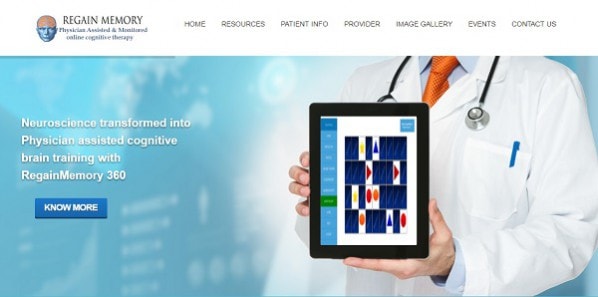 REGAIN MEMORY
Physician Assisted & Monitored
online cognitive therapy
HOME RESOURCES PATIENT INFO PROVIDER IMAGE GALLERY EVENTS CONTACT US
Neuroscience transformed into
Physician assisted cognitive
brain training with
RegainMemory 360
KNOW MORE